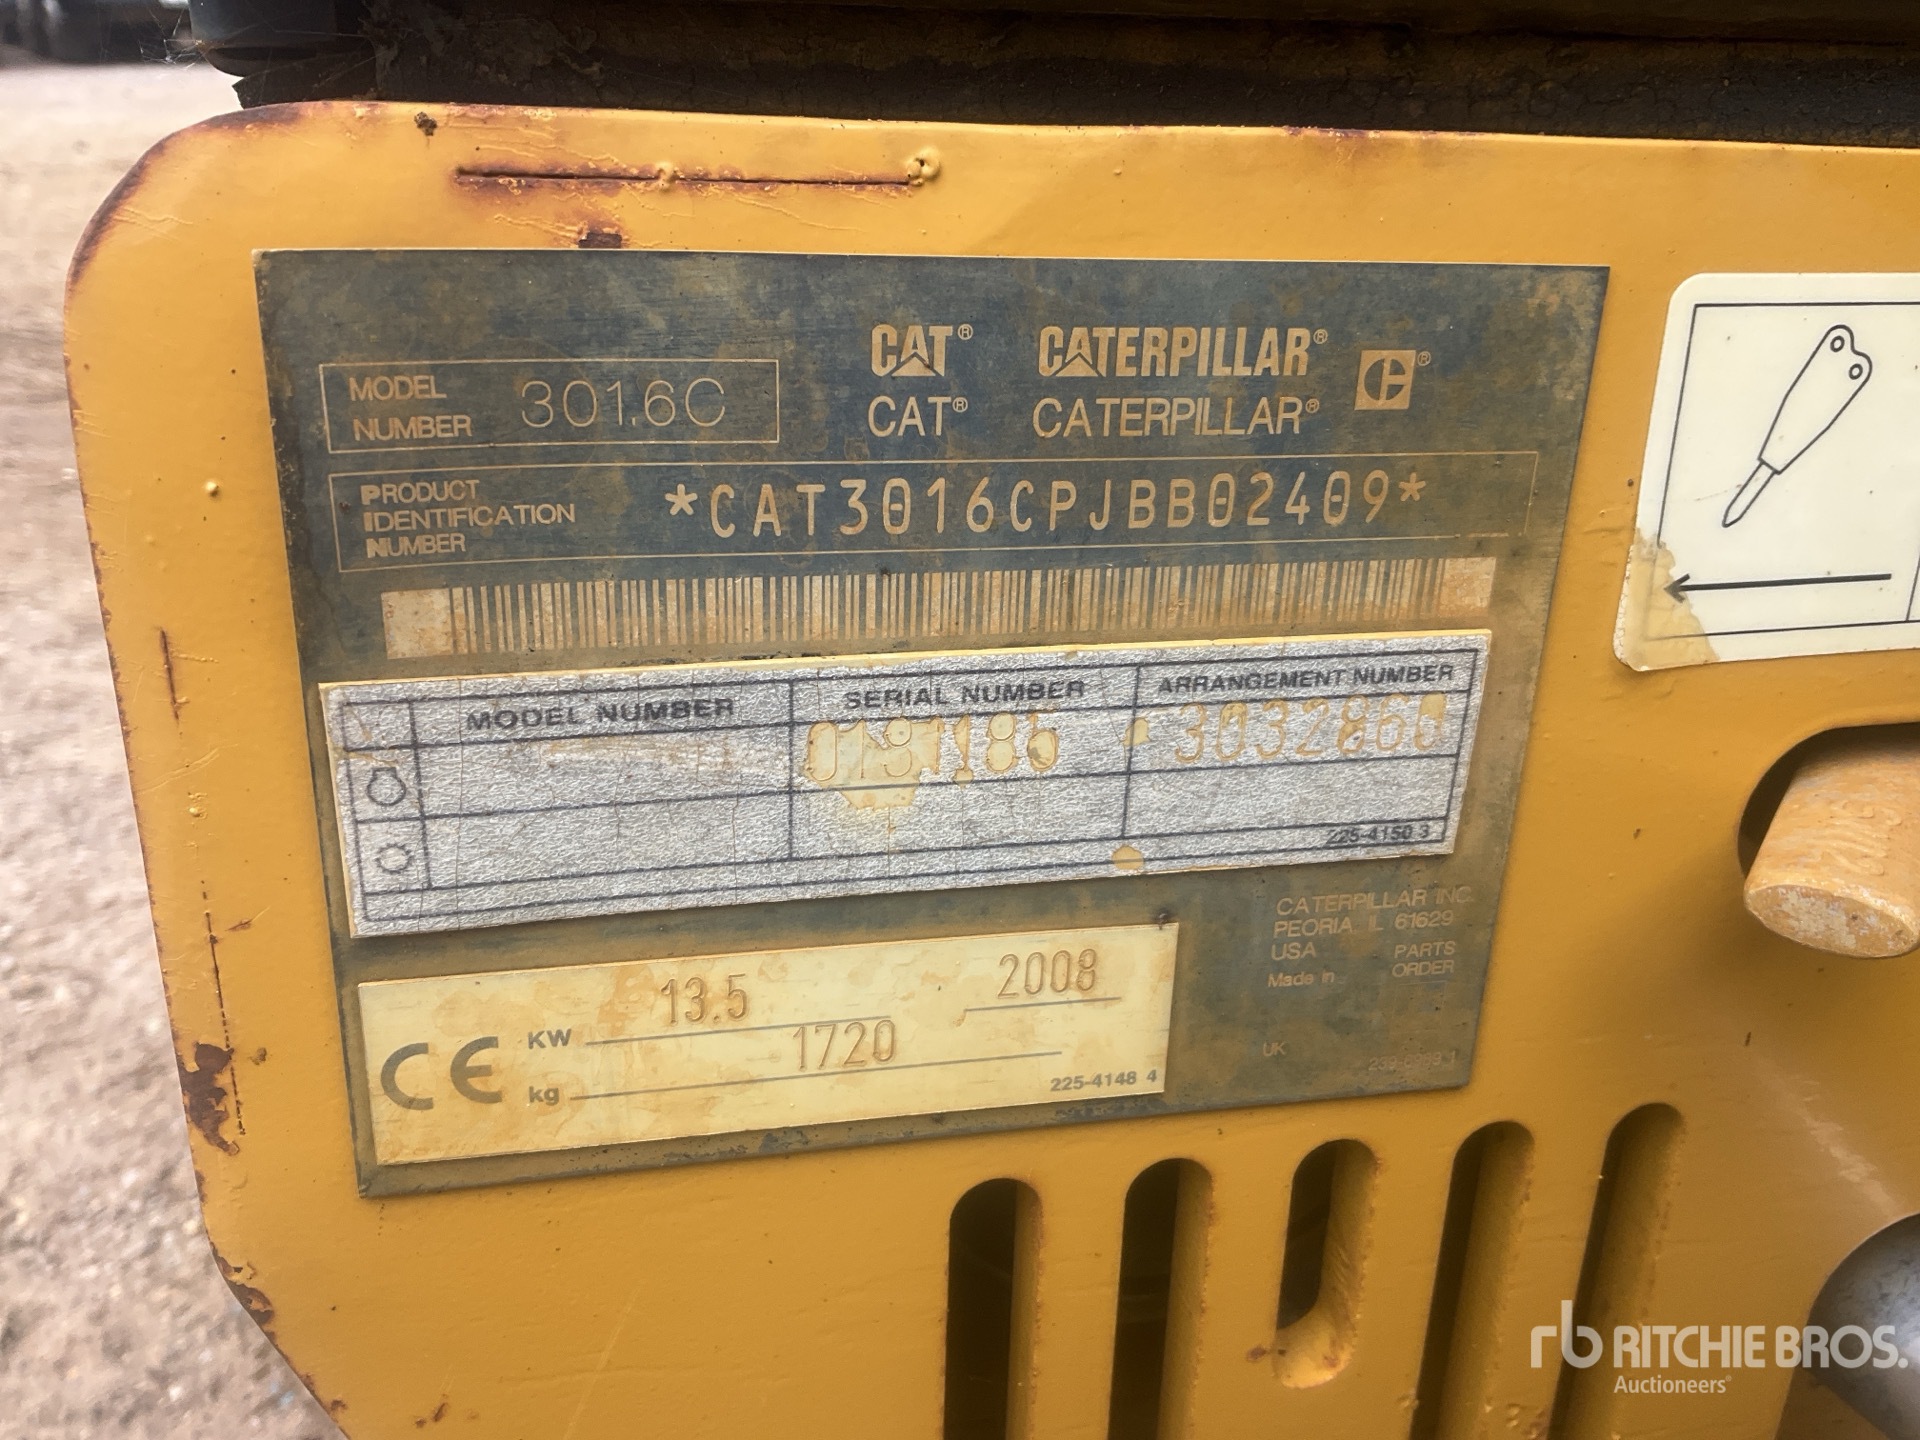 CAT® CATERPILLAR®
MODEL NUMBER 301.6C
CAT® CATERPILLAR®
PRODUCT
IDENTIFICATION
NUMBER
*CAT3016CPJBB02409*
MODEL NUMBER SERIAL NUMBER ARRANGEMENT NUMBER
3032860
225-4150 3
CATERPILLAR INC.
PEORIA, IL 61629
USA PARTS
Made in ORDER
UK
CE KW 13.5 2008
kg 1720
225-4148 4
rb RITCHIE BROS.
Auctioneers